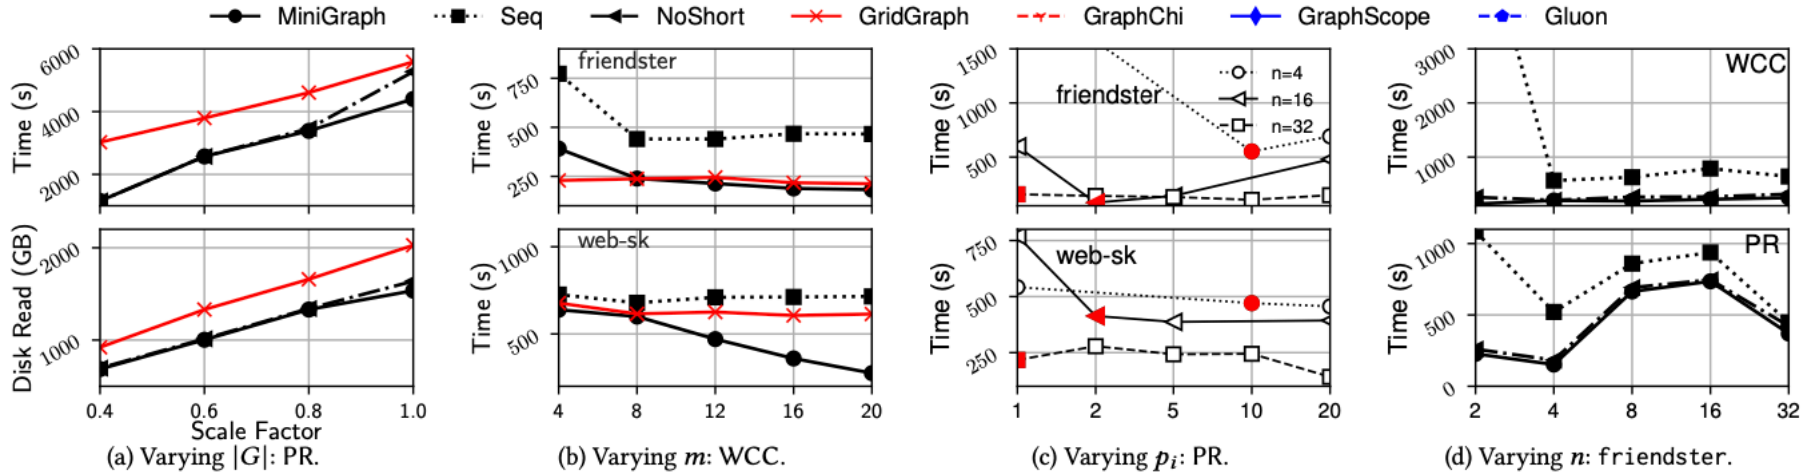 MiniGraph Seq NoShort GridGraph GraphChi GraphScope Gluon
Time (s)
6000
4000
2000
Disk Read (GB)
2000
1000
0.4 0.6 0.8 1.0
Scale Factor
(a) Varying |G|: PR.
friendster
Time (s)
750
500
250
web-sk
Time (s)
1000
500
4 8 12 16 20
(b) Varying m: WCC.
friendster
Time (s)
1500
1000
500
n=4
n=16
n=32
web-sk
Time (s)
750
500
250
1 2 5 10 20
(c) Varying pᵢ: PR.
WCC
Time (s)
3000
2000
1000
PR
Time (s)
1000
500
0
2 4 8 16 32
(d) Varying n: friendster.